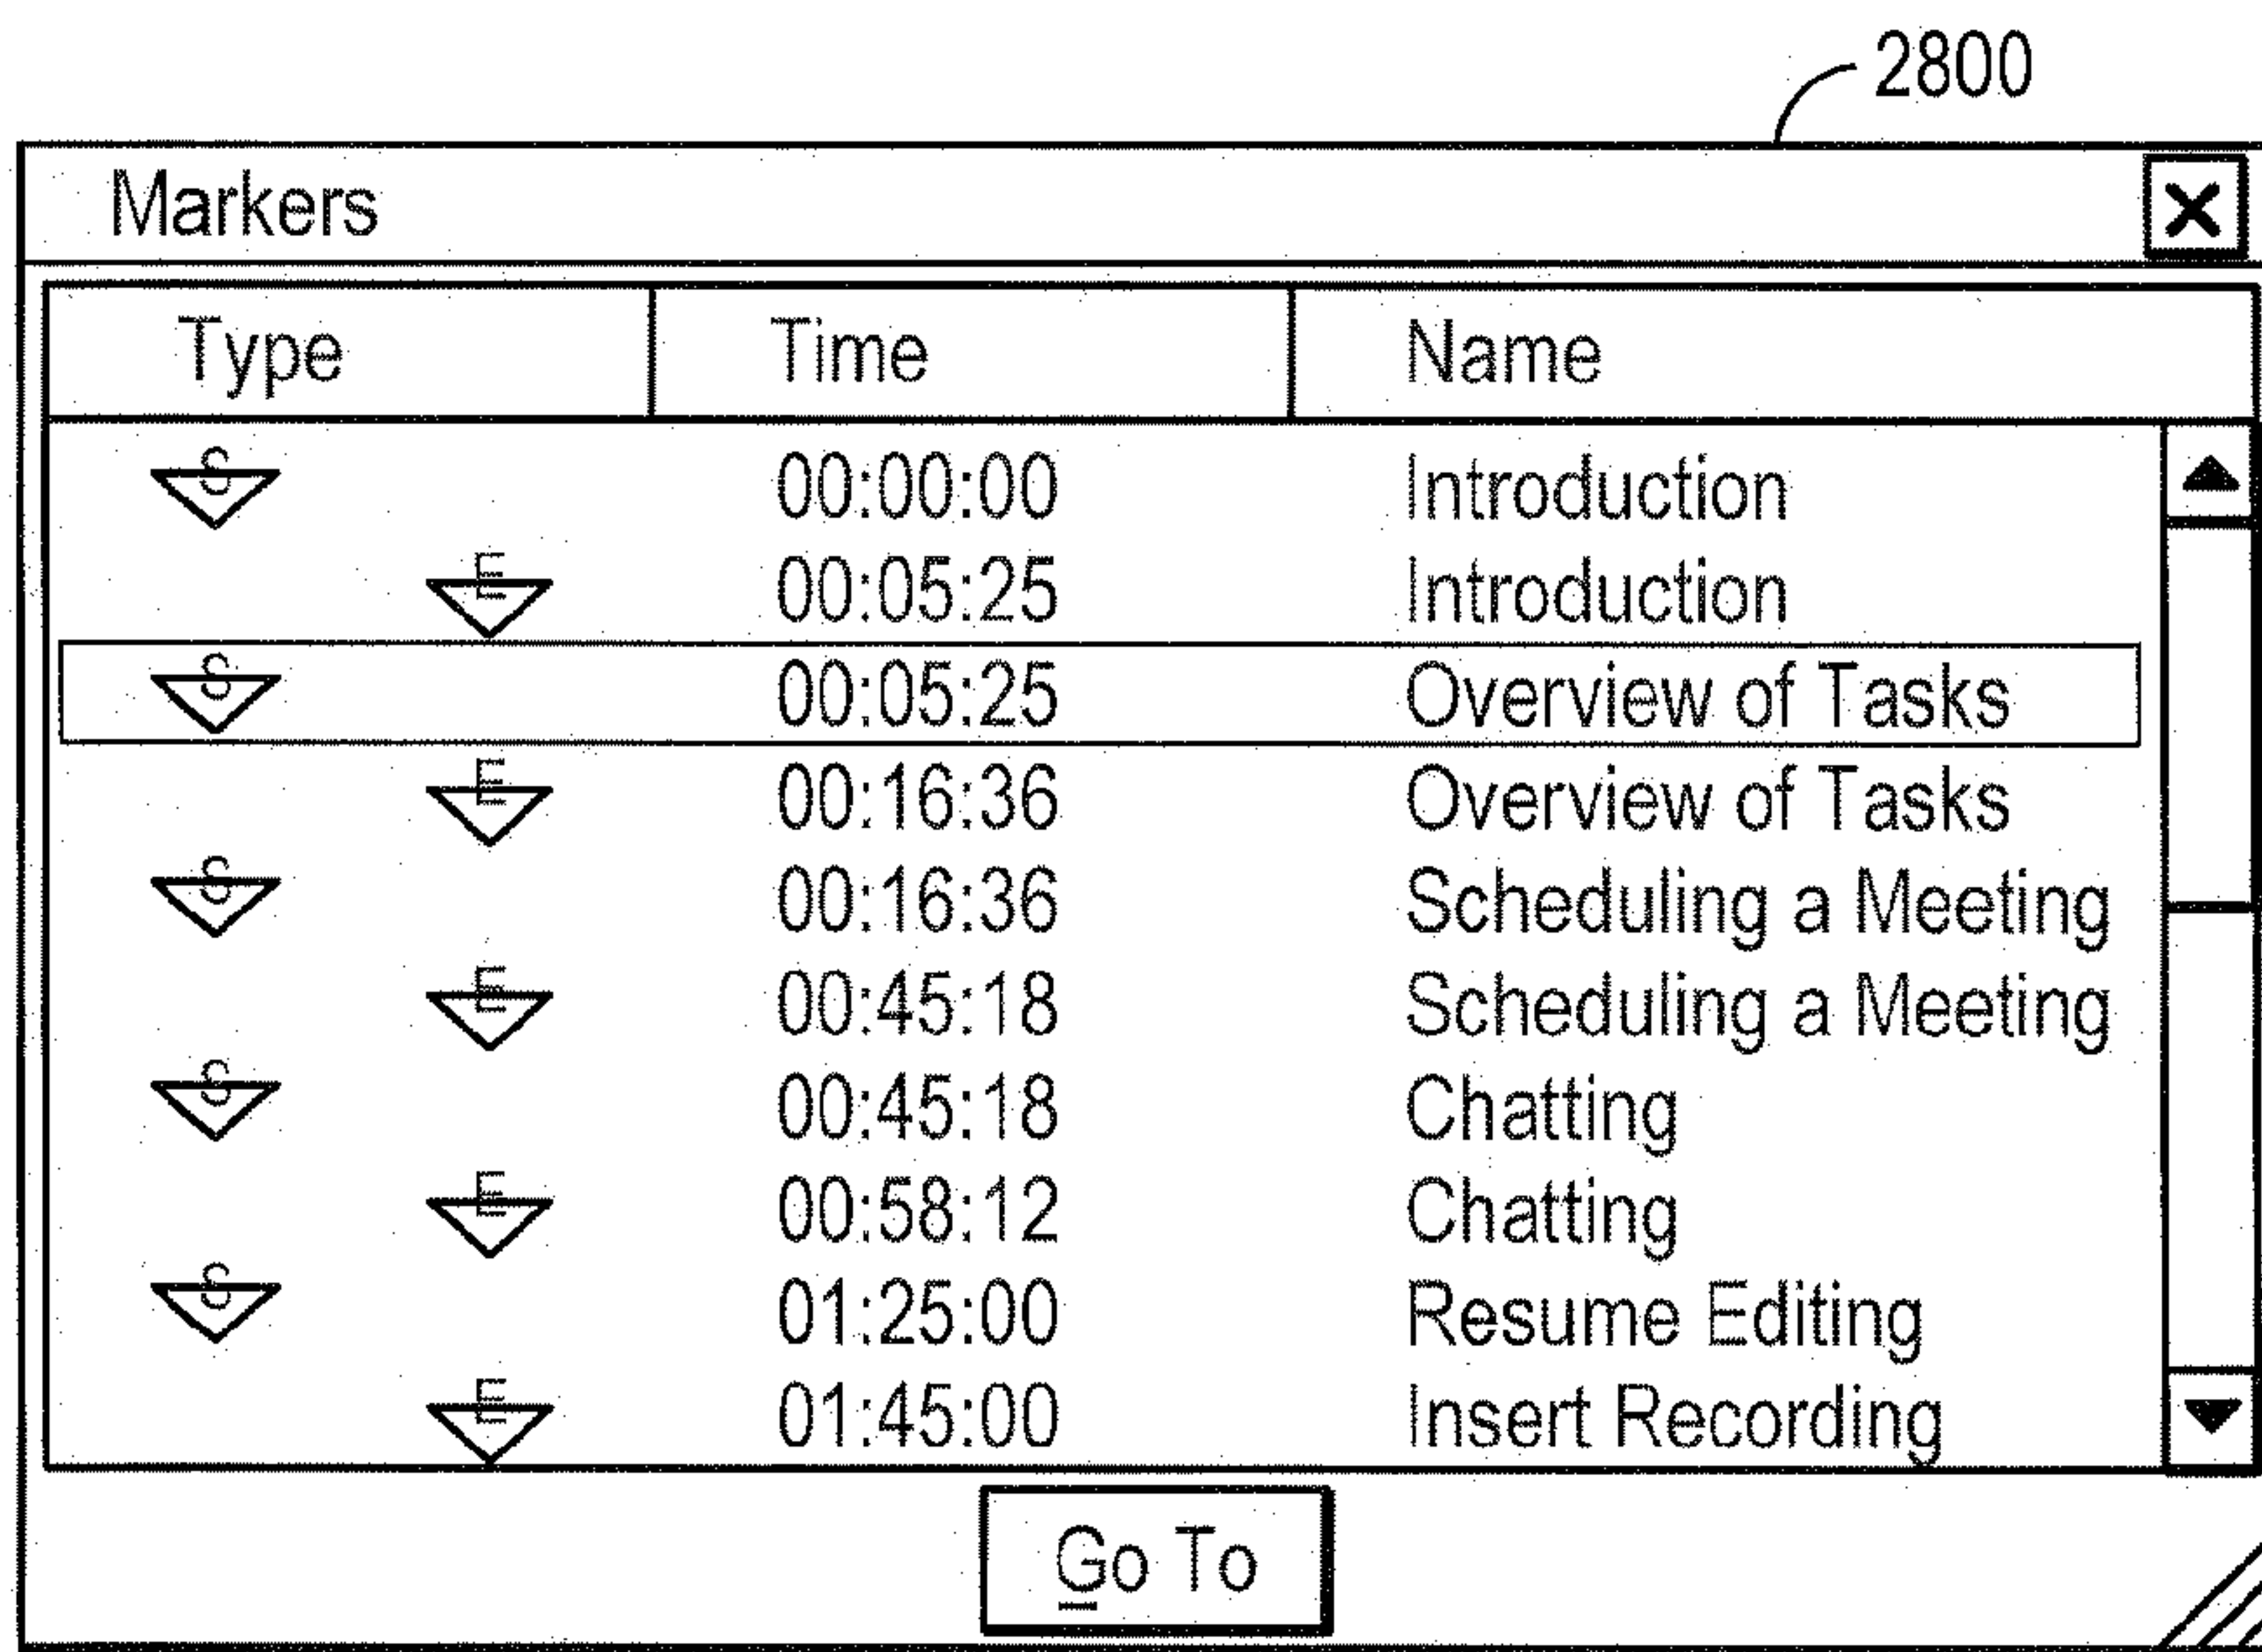 2800
Markers
Type Time Name
S 00:00:00 Introduction
E 00:05:25 Introduction
S 00:05:25 Overview of Tasks
E 00:16:36 Overview of Tasks
S 00:16:36 Scheduling a Meeting
E 00:45:18 Scheduling a Meeting
S 00:45:18 Chatting
E 00:58:12 Chatting
S 01:25:00 Resume Editing
E 01:45:00 Insert Recording
Go To